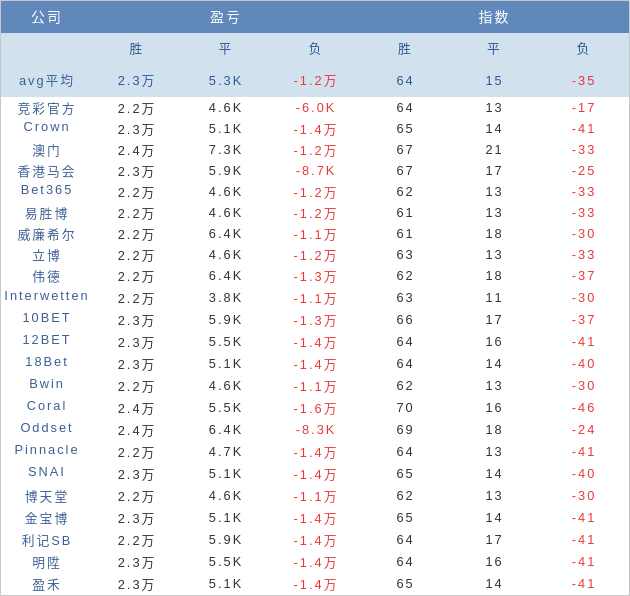 公司 盈亏 指数
胜 平 负 胜 平 负
avg平均 2.3万 5.3K -1.2万 64 15 -35
竞彩官方 2.2万 4.6K -6.0K 64 13 -17
Crown 2.3万 5.1K -1.4万 65 14 -41
澳门 2.4万 7.3K -1.2万 67 21 -33
香港马会 2.3万 5.9K -8.7K 67 17 -25
Bet365 2.2万 4.6K -1.2万 62 13 -33
易胜博 2.2万 4.6K -1.2万 61 13 -33
威廉希尔 2.2万 6.4K -1.1万 61 18 -30
立博 2.2万 4.6K -1.2万 63 13 -33
伟德 2.2万 6.4K -1.3万 62 18 -37
Interwetten 2.2万 3.8K -1.1万 63 11 -30
10BET 2.3万 5.9K -1.3万 66 17 -37
12BET 2.3万 5.5K -1.4万 64 16 -41
18Bet 2.3万 5.1K -1.4万 64 14 -40
Bwin 2.2万 4.6K -1.1万 62 13 -30
Coral 2.4万 5.5K -1.6万 70 16 -46
Oddset 2.4万 6.4K -8.3K 69 18 -24
Pinnacle 2.2万 4.7K -1.4万 64 13 -41
SNAI 2.3万 5.1K -1.4万 65 14 -40
博天堂 2.2万 4.6K -1.1万 62 13 -30
金宝博 2.3万 5.1K -1.4万 65 14 -41
利记SB 2.2万 5.9K -1.4万 64 17 -41
明陞 2.3万 5.5K -1.4万 64 16 -41
盈禾 2.3万 5.1K -1.4万 65 14 -41